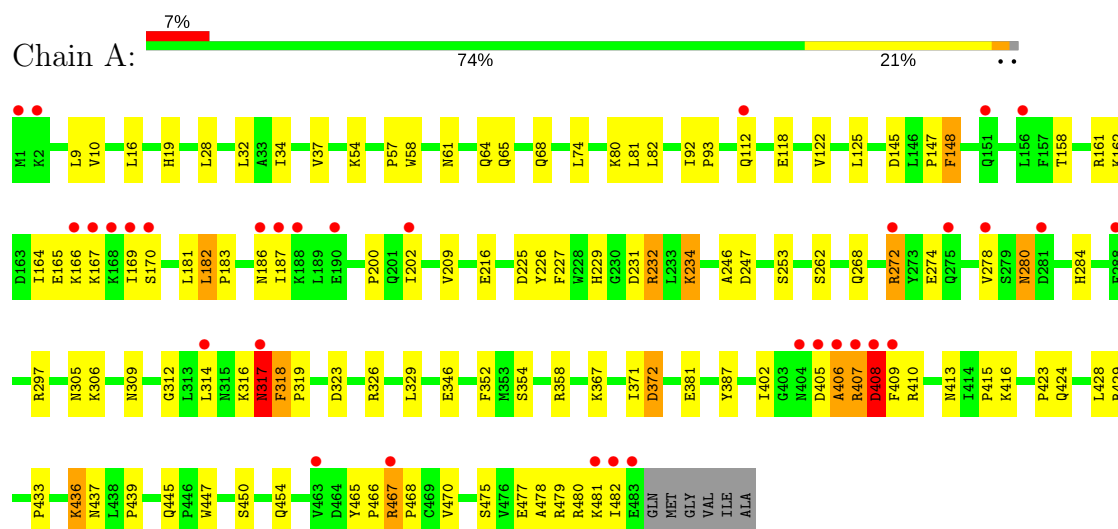 7%
Chain A:
74% 21% • •
M1 K2 L9 V10 L16 H19 L28 L32 A33 I34 V37 K54 P57 W58 N61 Q64 Q65 Q68 L74 K80 L81 L82 I92 P93 Q112 E118 V122 L125 D145 L146 P147 F148 Q151 L156 F157 T158 R161 K162
D163 I164 E165 K166 K167 K168 I169 S170 L181 L182 P183 N186 I187 K188 L189 E190 P200 Q201 I202 V209 E216 D225 Y226 F227 W228 H229 G230 D231 R232 L233 K234 A246 D247 S253 S262 Q268 R272 Y273 E274 Q275 V278 S279 N280 D281 H284
R297 N305 K306 N309 G312 L313 L314 N315 K316 N317 F318 P319 D323 R326 L329 E346 F352 M353 S354 R358 K367 I371 D372 E381 Y387 I402 G403 N404 D405 A406 R407 D408 F409 R410 N413 I414 P415 K416 P423 Q424 L428
P433 K436 N437 L438 P439 Q445 P446 W447 S450 Q454 V463 D464 Y465 P466 R467 P468 C469 V470 S475 V476 E477 A478 R479 R480 K481 I482 E483 GLN MET GLY VAL ILE ALA